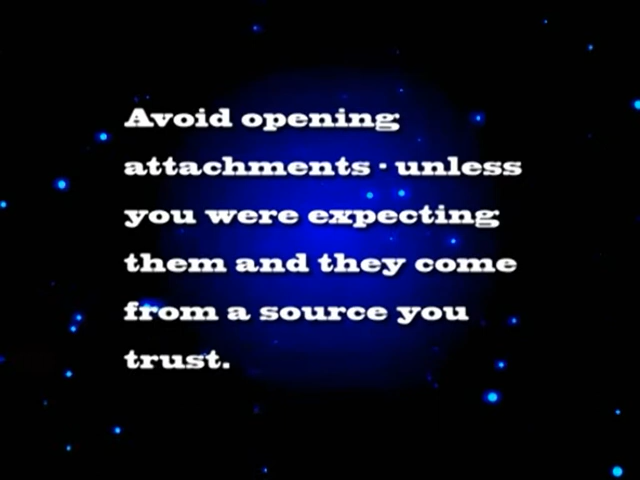 Avoid opening
attachments - unless
you were expecting
them and they come
from a source you
trust.